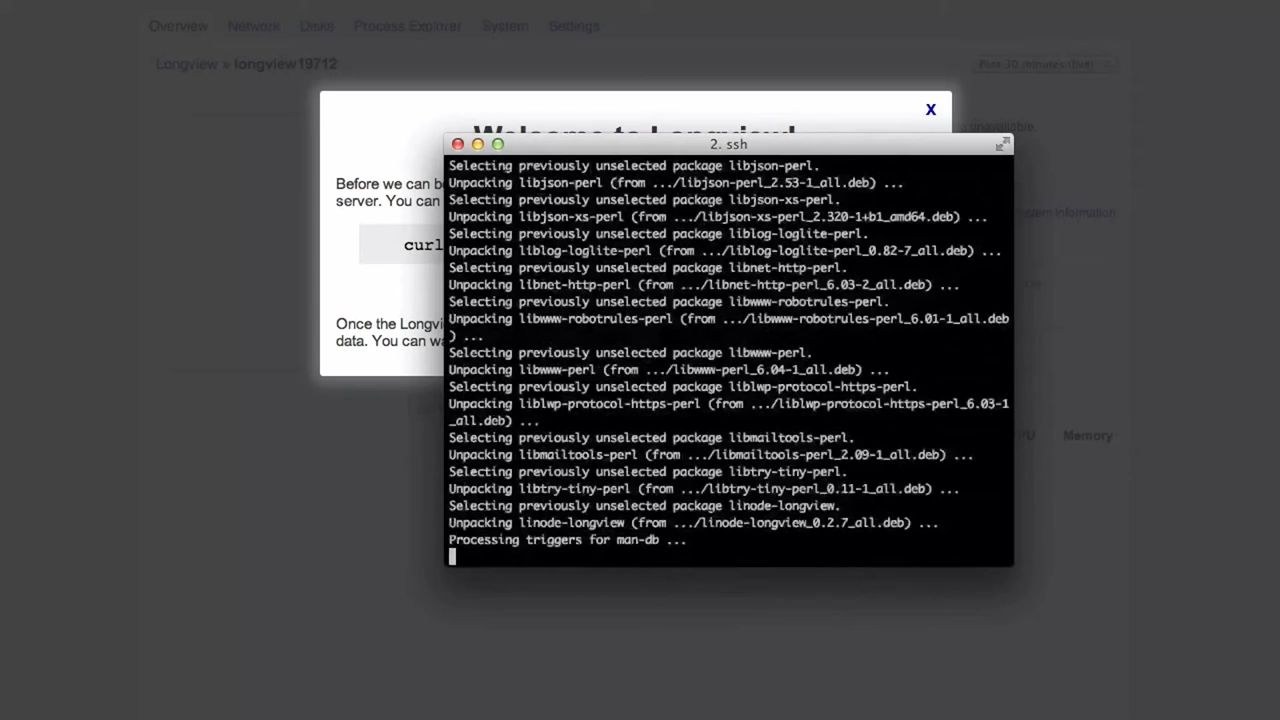 Overview Network Disks Process Explorer System Settings
Longview » longview19712
Past 30 minutes (live)
X
Welcome to Longview!
unavailable
2. ssh
Before we can be
server. You can
curl
Once the Longvi
data. You can wa
Selecting previously unselected package libjson-perl.
Unpacking libjson-perl (from .../libjson-perl_2.53-1_all.deb) ...
Selecting previously unselected package libjson-xs-perl.
Unpacking libjson-xs-perl (from .../libjson-xs-perl_2.320-1+b1_amd64.deb) ...
Selecting previously unselected package liblog-loglite-perl.
Unpacking liblog-loglite-perl (from .../liblog-loglite-perl_0.82-7_all.deb) ...
Selecting previously unselected package libnet-http-perl.
Unpacking libnet-http-perl (from .../libnet-http-perl_6.03-2_all.deb) ...
Selecting previously unselected package libwww-robotrules-perl.
Unpacking libwww-robotrules-perl (from .../libwww-robotrules-perl_6.01-1_all.deb
) ...
Selecting previously unselected package libwww-perl.
Unpacking libwww-perl (from .../libwww-perl_6.04-1_all.deb) ...
Selecting previously unselected package liblwp-protocol-https-perl.
Unpacking liblwp-protocol-https-perl (from .../liblwp-protocol-https-perl_6.03-1
_all.deb) ...
Selecting previously unselected package libmailtools-perl.
Unpacking libmailtools-perl (from .../libmailtools-perl_2.09-1_all.deb) ...
Selecting previously unselected package libtry-tiny-perl.
Unpacking libtry-tiny-perl (from .../libtry-tiny-perl_0.11-1_all.deb) ...
Selecting previously unselected package linode-longview.
Unpacking linode-longview (from .../linode-longview_0.2.7_all.deb) ...
Processing triggers for man-db ...
information
Memory